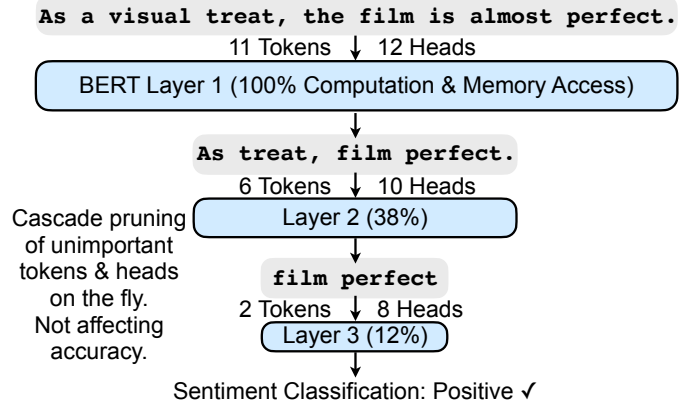 As a visual treat, the film is almost perfect.
11 Tokens 12 Heads
BERT Layer 1 (100% Computation & Memory Access)
As treat, film perfect.
6 Tokens 10 Heads
Layer 2 (38%)
Cascade pruning
of unimportant
tokens & heads
on the fly.
Not affecting
accuracy.
film perfect
2 Tokens 8 Heads
Layer 3 (12%)
Sentiment Classification: Positive ✓